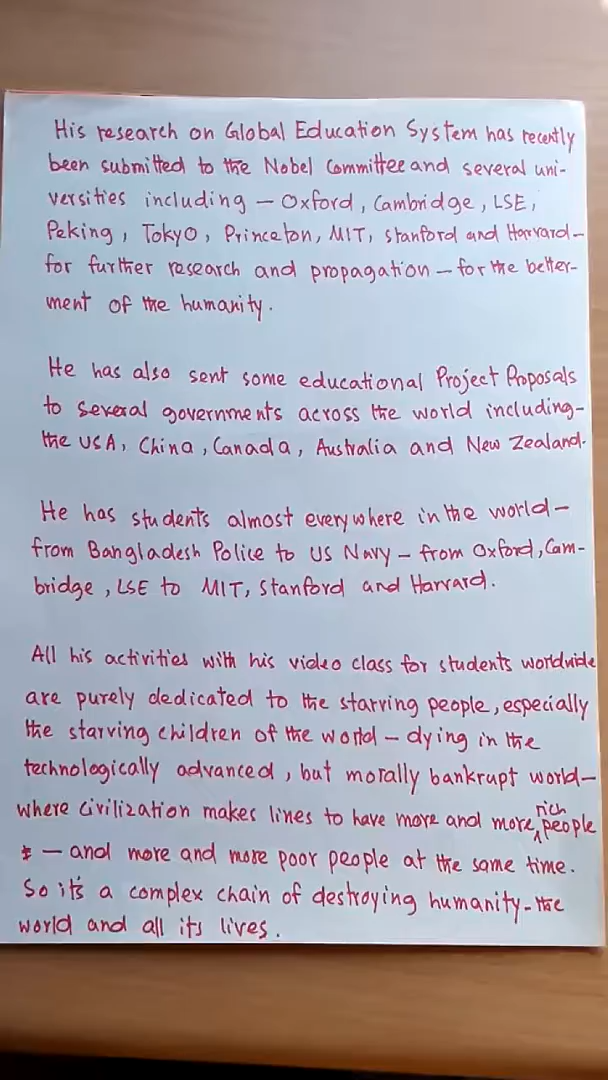 His research on Global Education System has recently
been submitted to the Nobel Committee and several uni-
versities including – Oxford, Cambridge, LSE,
Peking, Tokyo, Princeton, MIT, Stanford and Harvard –
for further research and propagation – for the better-
ment of the humanity.
He has also sent some educational Project Proposals
to several governments across the world including –
the USA, China, Canada, Australia and New Zealand.
He has students almost everywhere in the world –
from Bangladesh Police to US Navy – from Oxford, Cam-
bridge, LSE to MIT, Stanford and Harvard.
All his activities with his video class for students worldwide
are purely dedicated to the starving people, especially
the starving children of the world – dying in the
technologically advanced, but morally bankrupt world –
where civilization makes lines to have more and more rich people
– and more and more poor people at the same time.
So it's a complex chain of destroying humanity – the
world and all its lives.